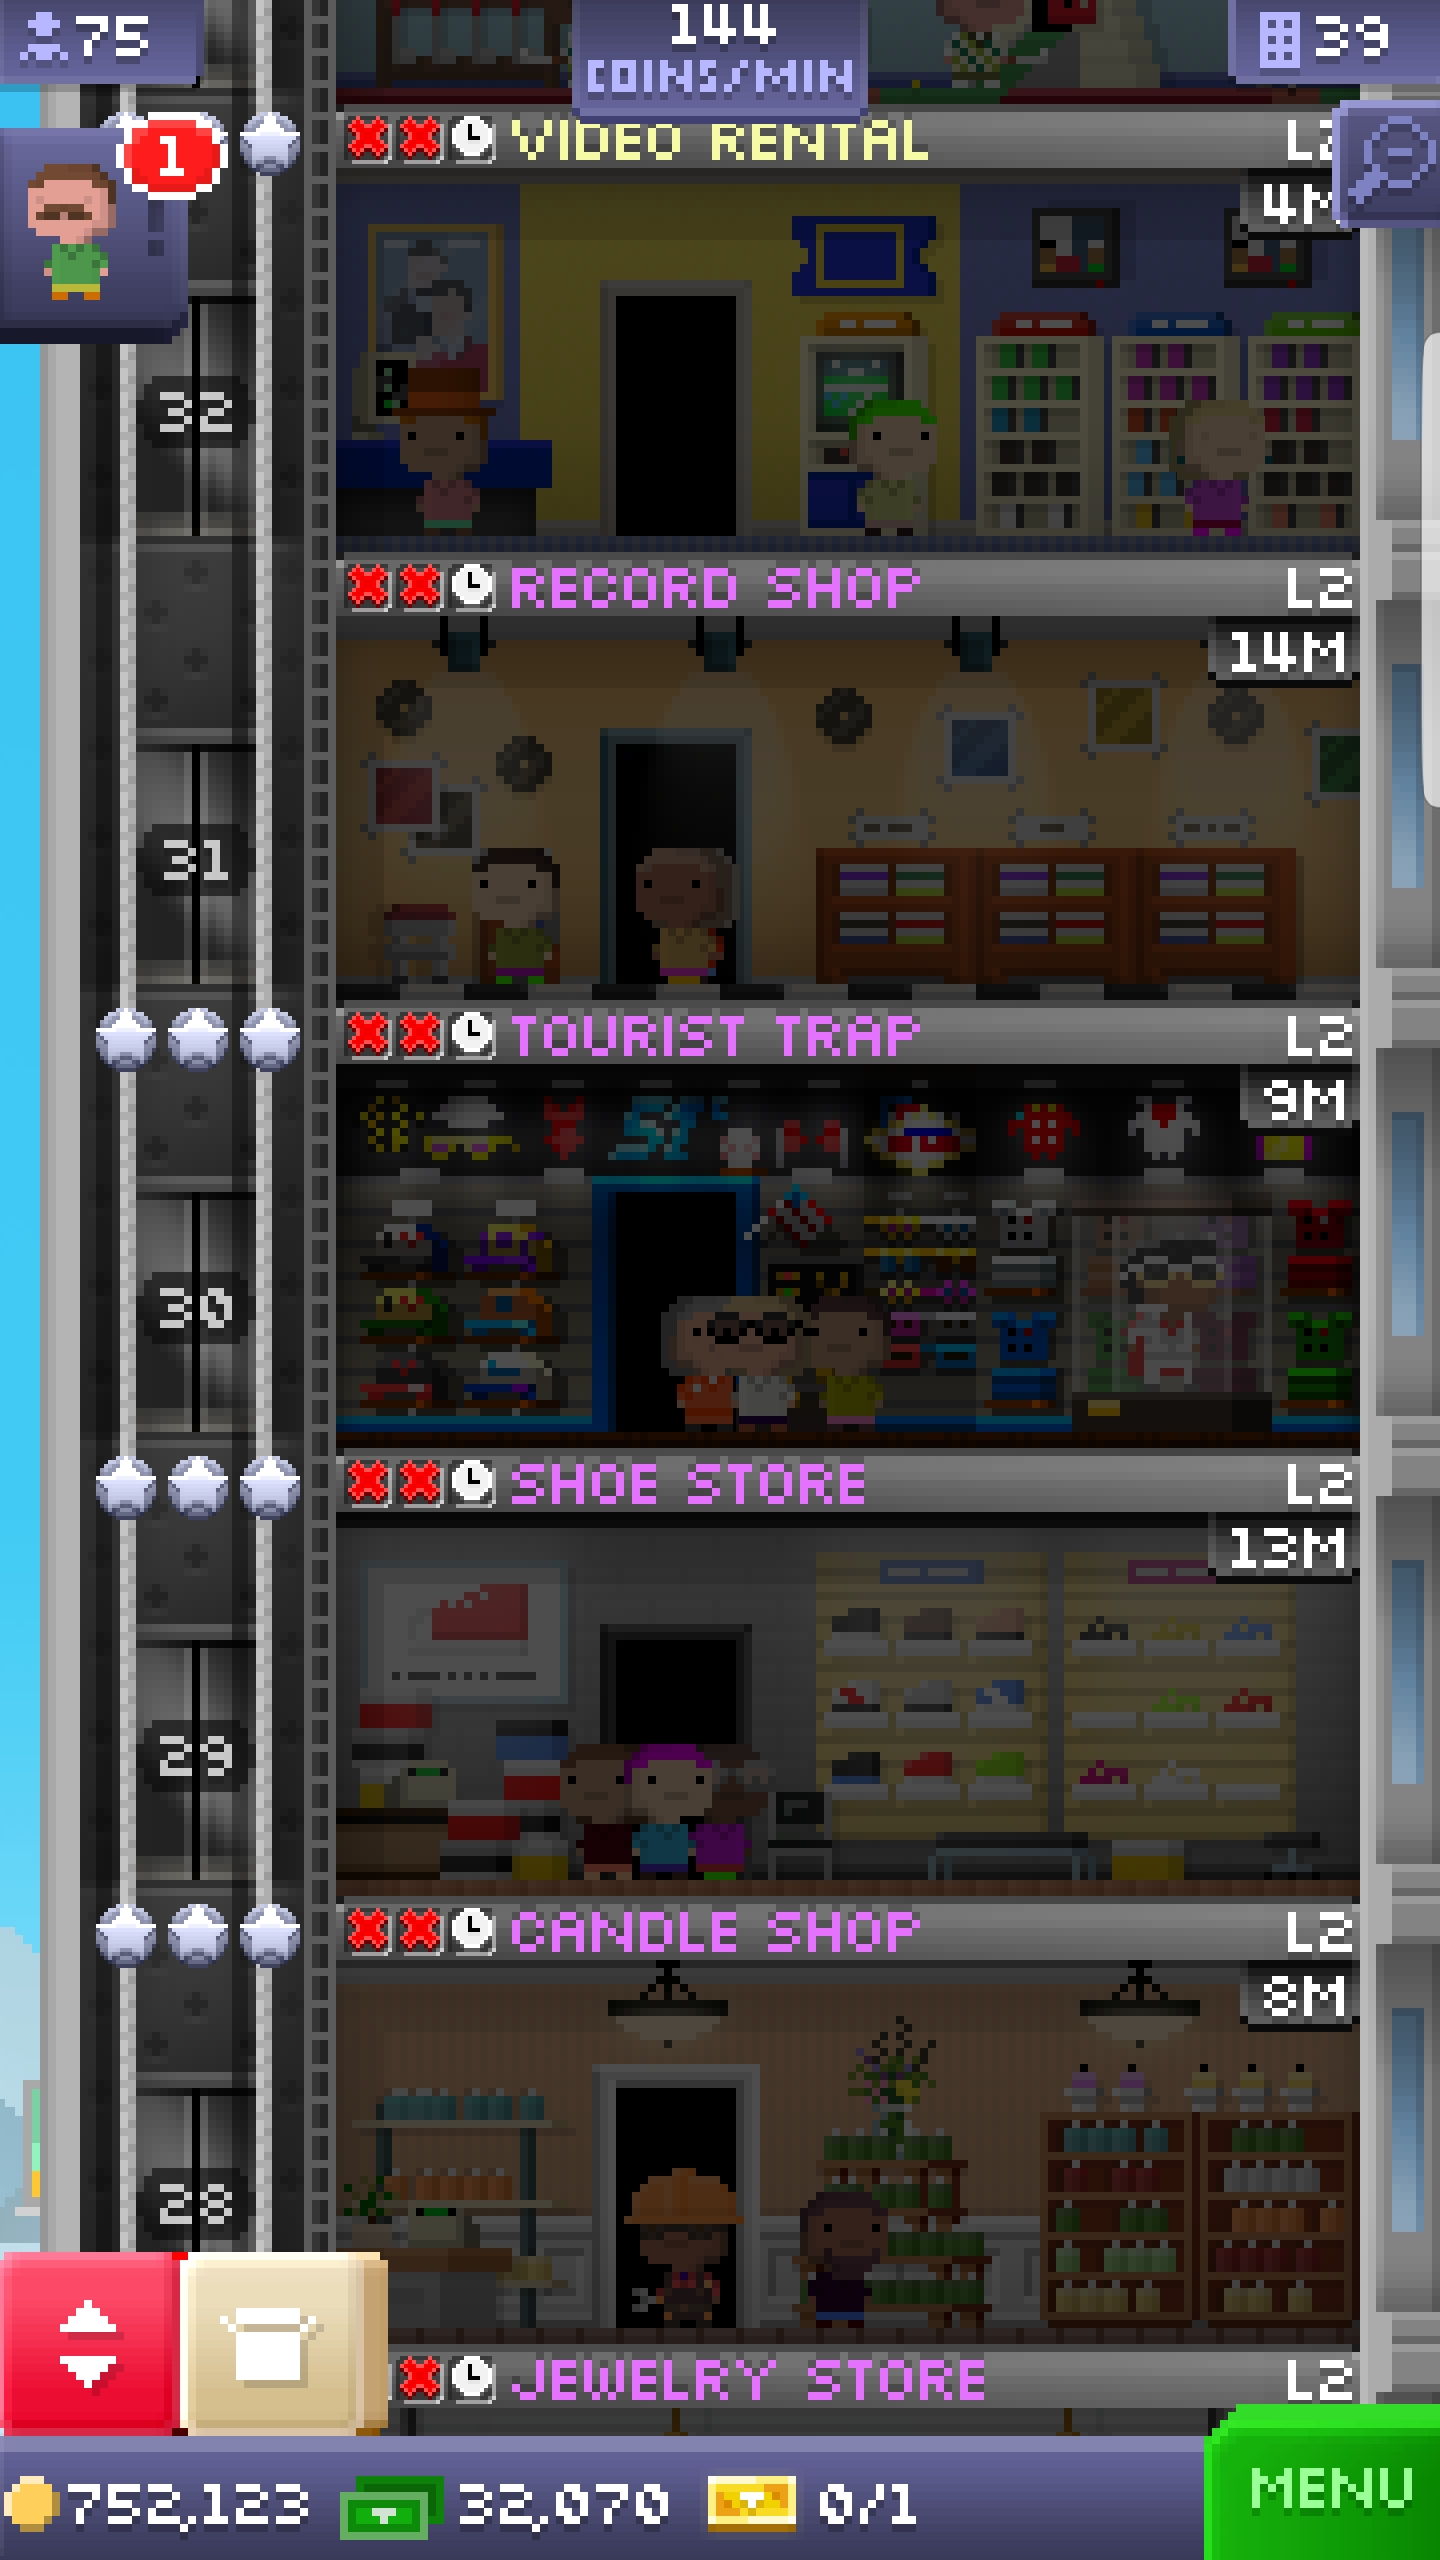 75
144
COINS/MIN
39
1
VIDEO RENTAL
4M
32
RECORD SHOP L2
14M
31
TOURIST TRAP L2
9M
30
SHOE STORE L2
13M
29
CANDLE SHOP L2
8M
28
JEWELRY STORE L2
752,123 32,070 0/1
MENU